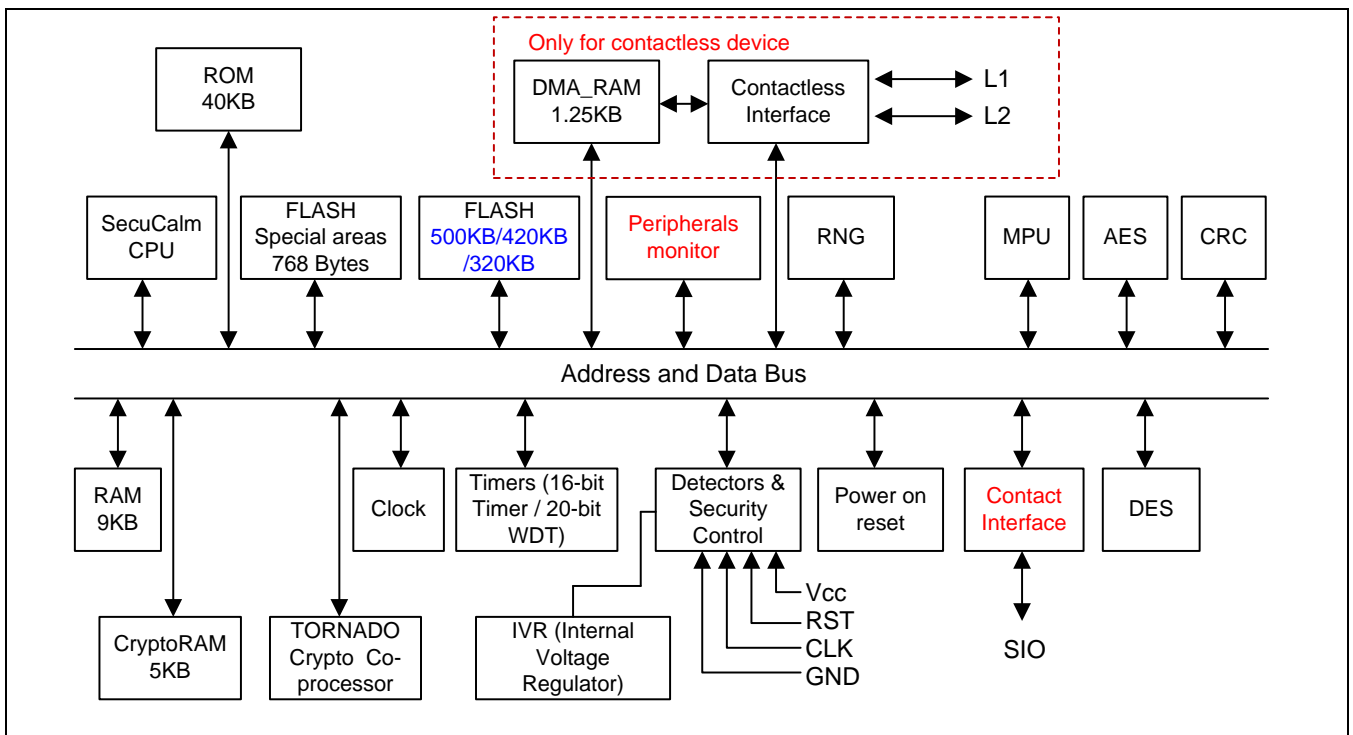 Only for contactless device
ROM
40KB
DMA_RAM
1.25KB
Contactless
Interface
L1
L2
SecuCalm
CPU
FLASH
Special areas
768 Bytes
FLASH
500KB/420KB
/320KB
Peripherals
monitor
RNG
MPU
AES
CRC
Address and Data Bus
RAM
9KB
Clock
Timers (16-bit
Timer / 20-bit
WDT)
Detectors &
Security
Control
Power on
reset
Contact
Interface
DES
CryptoRAM
5KB
TORNADO
Crypto Co-
processor
IVR (Internal
Voltage
Regulator)
Vcc
RST
CLK
GND
SIO